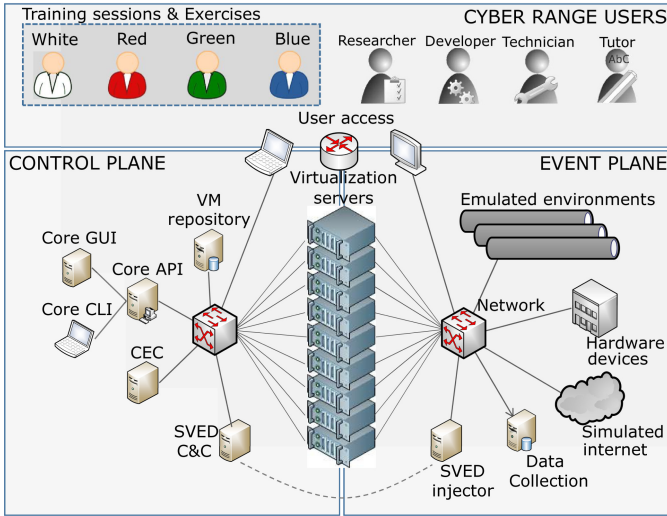 Training sessions & Exercises
CYBER RANGE USERS
White
Red
Green
Blue
Researcher
Developer
Technician
Tutor
AbC
User access
CONTROL PLANE
EVENT PLANE
Virtualization
servers
VM
repository
Emulated environments
Core GUI
Core API
Core CLI
Network
CEC
Hardware
devices
SVED
C&C
SVED
injector
Data
Collection
Simulated
internet